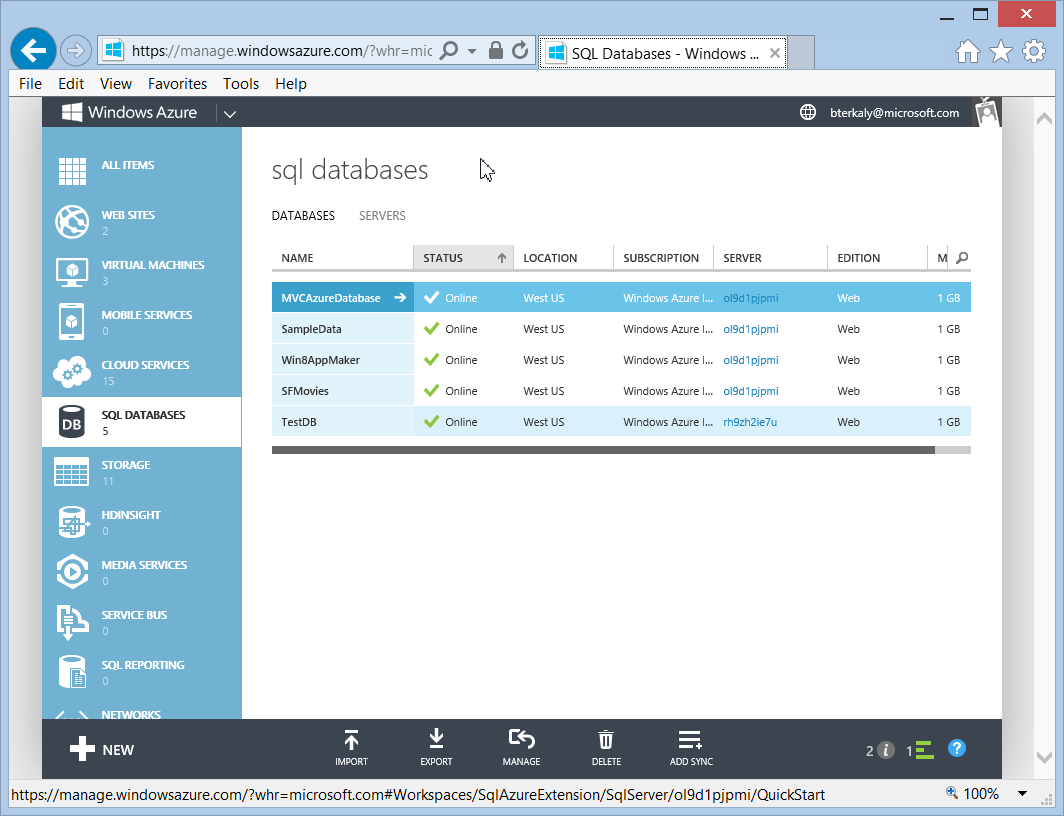 https://manage.windowsazure.com/?whr=mic
SQL Databases - Windows ...
File Edit View Favorites Tools Help
Windows Azure
bterkaly@microsoft.com
ALL ITEMS
WEB SITES
2
VIRTUAL MACHINES
3
MOBILE SERVICES
0
CLOUD SERVICES
15
DB
SQL DATABASES
5
STORAGE
11
HDINSIGHT
0
MEDIA SERVICES
0
SERVICE BUS
0
SQL REPORTING
0
NETWORKS
sql databases
DATABASES SERVERS
NAME STATUS LOCATION SUBSCRIPTION SERVER EDITION M
MVCAzureDatabase Online West US Windows Azure I... ol9d1pjpmi Web 1 GB
SampleData Online West US Windows Azure I... ol9d1pjpmi Web 1 GB
Win8AppMaker Online West US Windows Azure I... ol9d1pjpmi Web 1 GB
SFMovies Online West US Windows Azure I... ol9d1pjpmi Web 1 GB
TestDB Online West US Windows Azure I... rh9zh2ie7u Web 1 GB
NEW
IMPORT EXPORT MANAGE DELETE ADD SYNC
2 i 1 ?
https://manage.windowsazure.com/?whr=microsoft.com#Workspaces/SqlAzureExtension/SqlServer/ol9d1pjpmi/QuickStart
100%